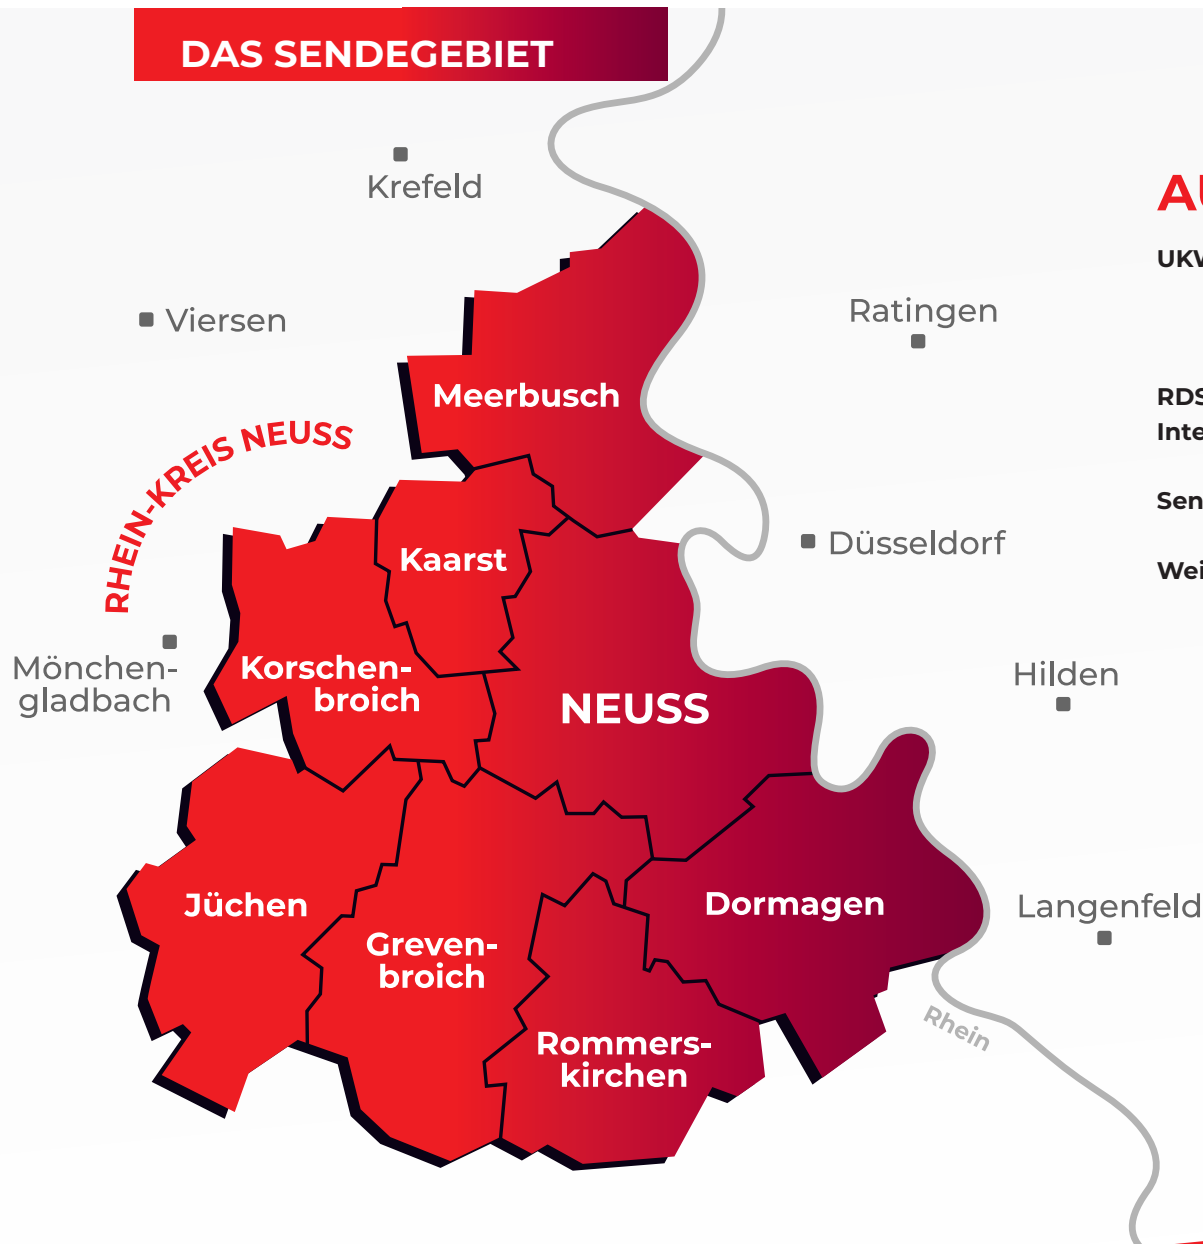 DAS SENDEGEBIET
Krefeld
Viersen
Ratingen
Meerbusch
RHEIN-KREIS NEUSS
Kaarst
Düsseldorf
Mönchen-
gladbach
Korschen-
broich
NEUSS
Hilden
Jüchen
Greven-
broich
Dormagen
Langenfeld
Rommers-
kirchen
Rhein
RDS